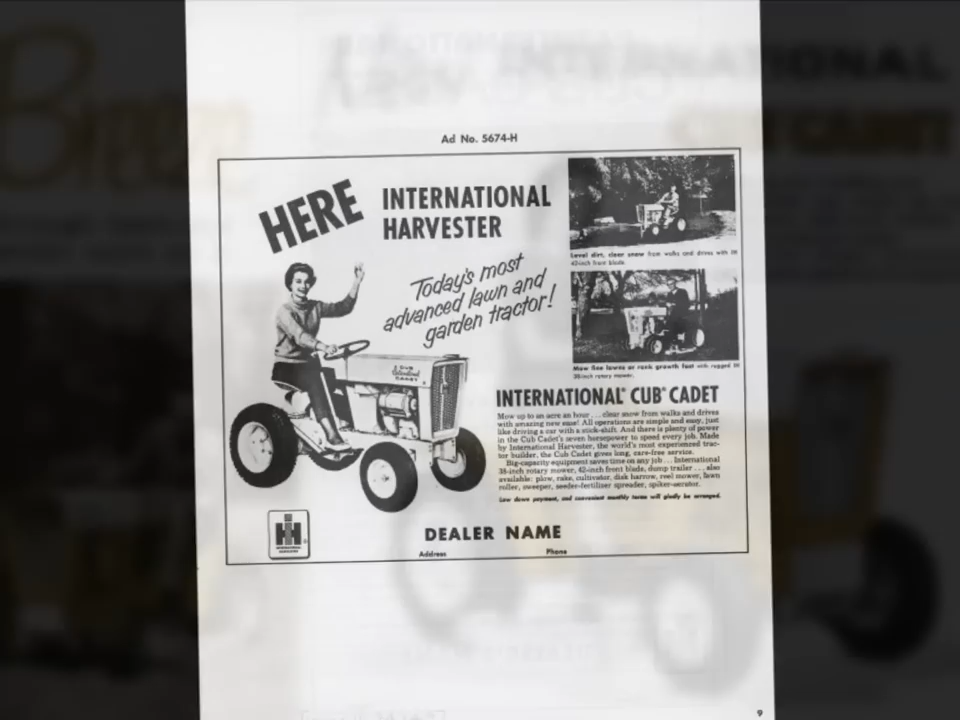 Ad No. 5674-H
HERE
INTERNATIONAL
HARVESTER
Today's most
advanced lawn and
garden tractor!
Level dirt, clear snow from walks and drives with IH
42-inch front blade.
Mow fine lawns or rank growth fast with rugged IH
38-inch rotary mower.
CUB
CADET
INTERNATIONAL® CUB® CADET
Mow up to an acre an hour . . . clear snow from walks and drives
with amazing new ease! All operations are simple and easy, just
like driving a car with a stick-shift. And there is plenty of power
in the Cub Cadet's seven horsepower to speed every job. Made
by International Harvester, the world's most experienced trac-
tor builder, the Cub Cadet gives long, care-free service.
Big-capacity equipment saves time on any job . . . International
38-inch rotary mower, 42-inch front blade, dump trailer . . . also
available: plow, rake, cultivator, disk harrow, reel mower, lawn
roller, sweeper, seeder-fertilizer spreader, spiker-aerator.
Low down payment, and convenient monthly terms will gladly be arranged.
INTERNATIONAL
HARVESTER
DEALER NAME
Address Phone
9